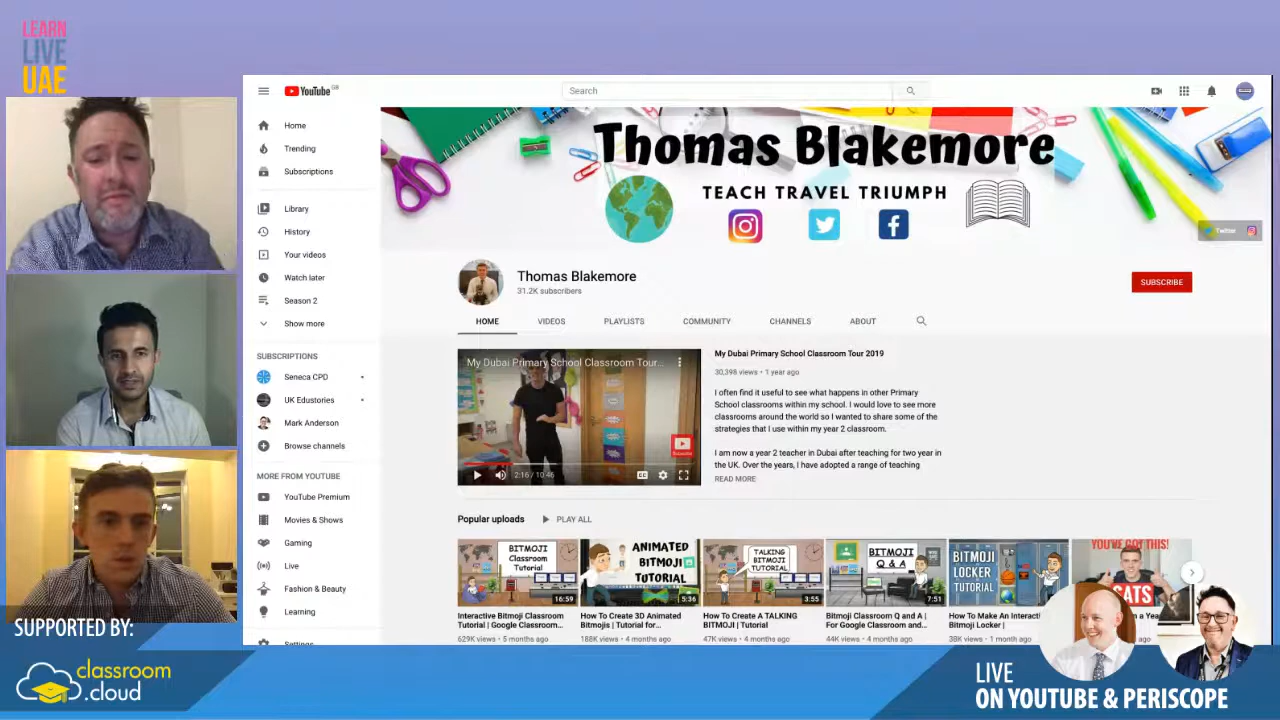 LEARN
LIVE
UAE
YouTube GB
Search
Home
Trending
Subscriptions
Library
History
Your videos
Watch later
Season 2
Show more
SUBSCRIPTIONS
Seneca CPD
UK Edustories
Mark Anderson
Browse channels
MORE FROM YOUTUBE
YouTube Premium
Movies & Shows
Gaming
Live
Fashion & Beauty
Learning
Settings
Thomas Blakemore
TEACH TRAVEL TRIUMPH
Twitter
Thomas Blakemore
31.2K subscribers
SUBSCRIBE
HOME VIDEOS PLAYLISTS COMMUNITY CHANNELS ABOUT
My Dubai Primary School Classroom Tour...
Subscribe
2:16 / 10:46
My Dubai Primary School Classroom Tour 2019
30,398 views • 1 year ago
I often find it useful to see what happens in other Primary
School classrooms within my school. I would love to see more
classrooms around the world so I wanted to share some of the
strategies that I use within my year 2 classroom.
I am now a year 2 teacher in Dubai after teaching for two year in
the UK. Over the years, I have adopted a range of teaching
READ MORE
Popular uploads PLAY ALL
BITMOJI
Classroom
Tutorial
16:59
Interactive Bitmoji Classroom
Tutorial | Google Classroom...
629K views • 5 months ago
ANIMATED
BITMOJI
TUTORIAL
5:36
How To Create 3D Animated
Bitmojis | Tutorial for...
188K views • 4 months ago
TALKING
BITMOJI
TUTORIAL
3:55
How To Create A TALKING
BITMOJI | Tutorial
47K views • 4 months ago
BITMOJI
Q & A
7:51
Bitmoji Classroom Q and A |
For Google Classroom and...
44K views • 4 months ago
BITMOJI
LOCKER
TUTORIAL
How To Make An Interacti
Bitmoji Locker |
38K views • 1 month ago
YOU'VE GOT THIS!
SATS
SUPPORTED BY:
classroom
.cloud
LIVE
ON YOUTUBE & PERISCOPE